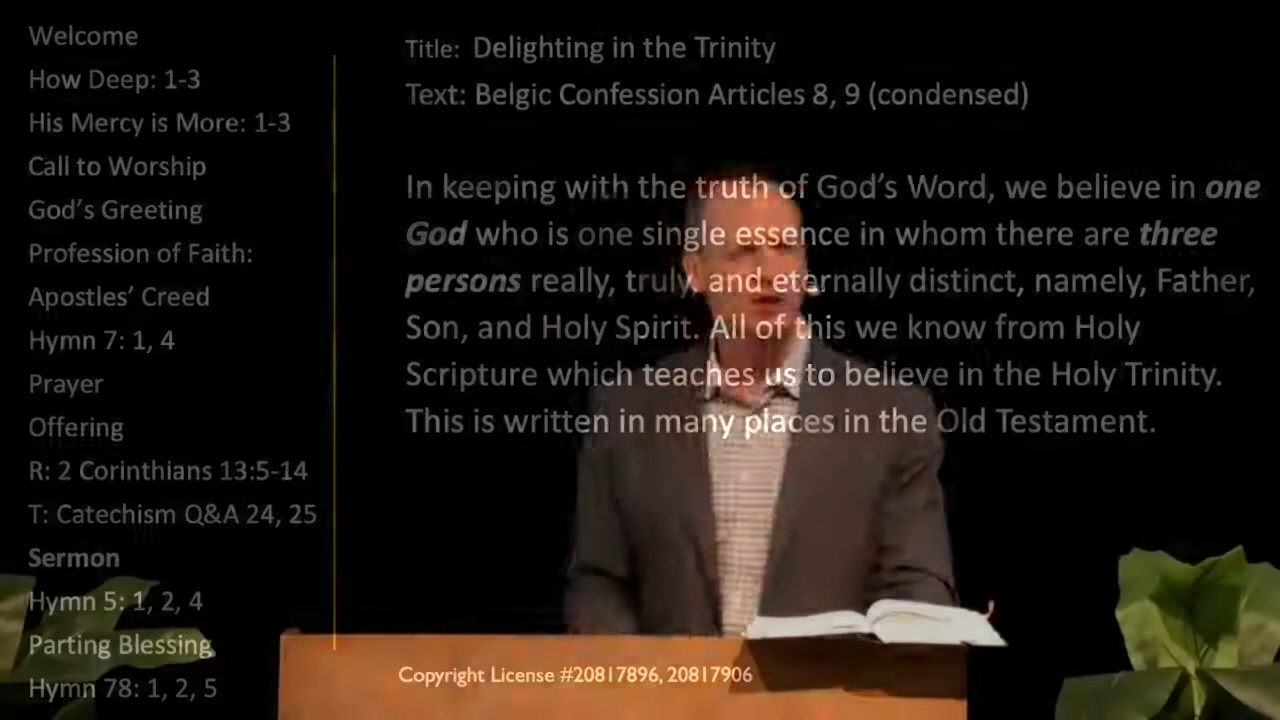 Welcome
How Deep: 1-3
His Mercy is More: 1-3
Call to Worship
God's Greeting
Profession of Faith:
Apostles' Creed
Hymn 7: 1, 4
Prayer
Offering
R: 2 Corinthians 13:5-14
T: Catechism Q&A 24, 25
Sermon
Hymn 5: 1, 2, 4
Parting Blessing
Hymn 78: 1, 2, 5
Title: Delighting in the Trinity
Text: Belgic Confession Articles 8, 9 (condensed)
In keeping with the truth of God's Word, we believe in one
God who is one single essence in whom there are three
persons really, truly, and eternally distinct, namely, Father,
Son, and Holy Spirit. All of this we know from Holy
Scripture which teaches us to believe in the Holy Trinity.
This is written in many places in the Old Testament.
Copyright License #20817896, 20817906